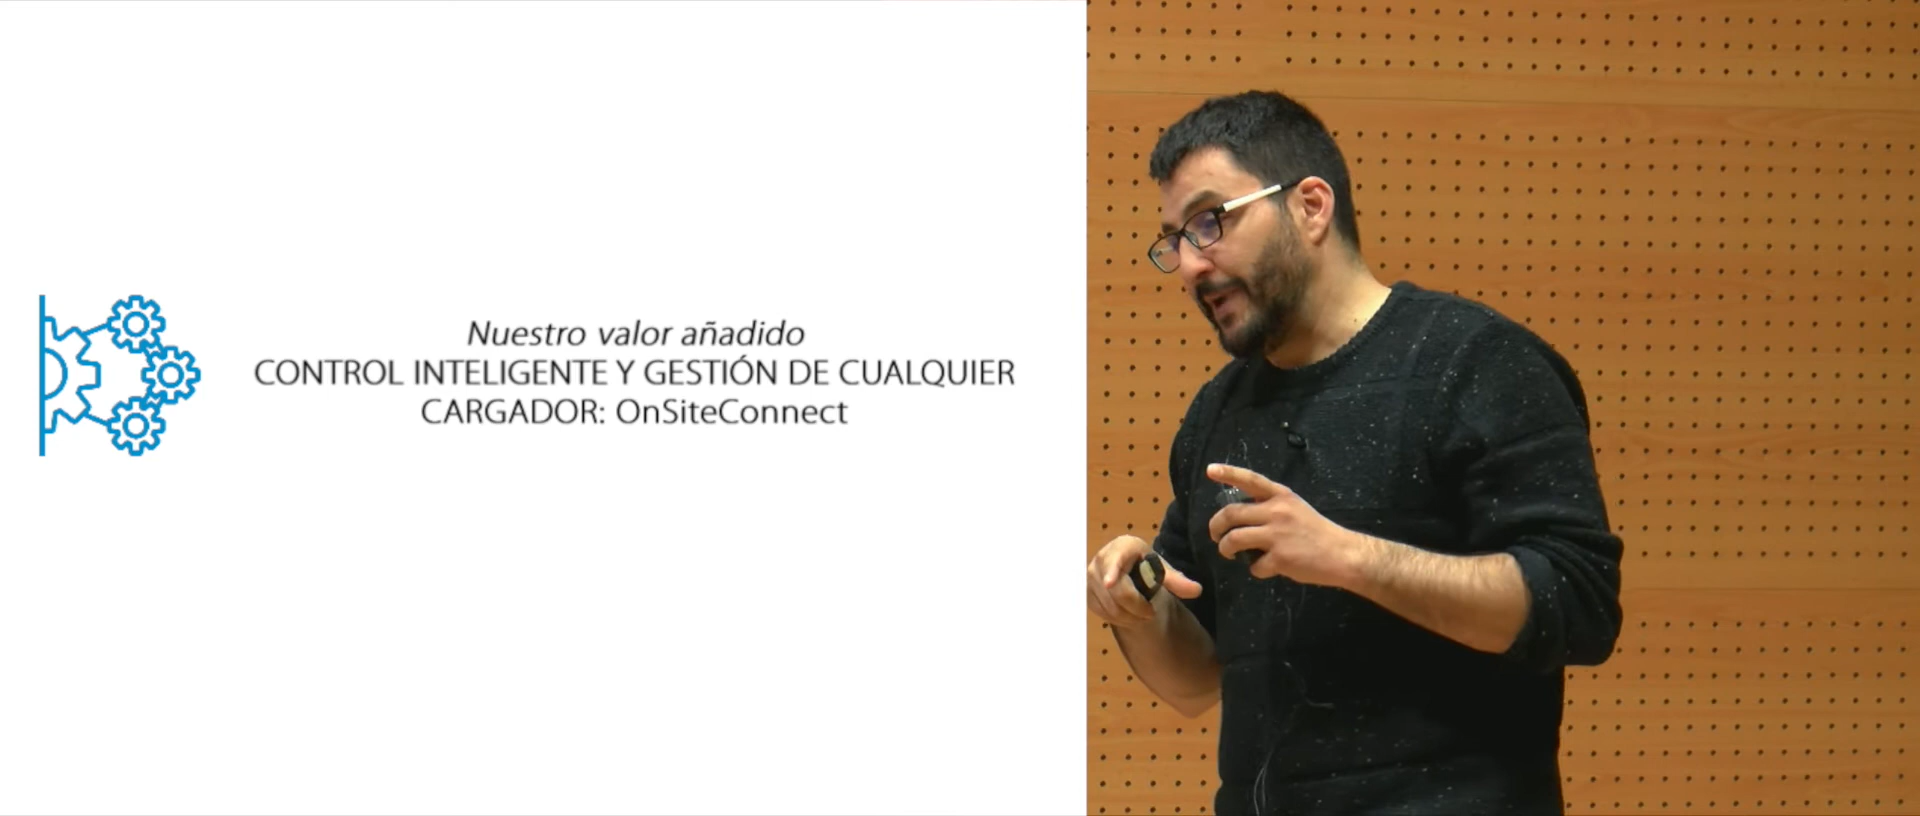 Nuestro valor añadido
CONTROL INTELIGENTE Y GESTIÓN DE CUALQUIER
CARGADOR: OnSiteConnect